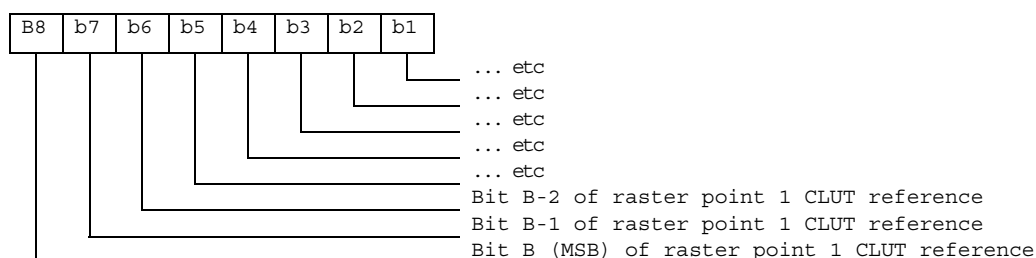 B8 b7 b6 b5 b4 b3 b2 b1
... etc
... etc
... etc
... etc
... etc
Bit B-2 of raster point 1 CLUT reference
Bit B-1 of raster point 1 CLUT reference
Bit B (MSB) of raster point 1 CLUT reference